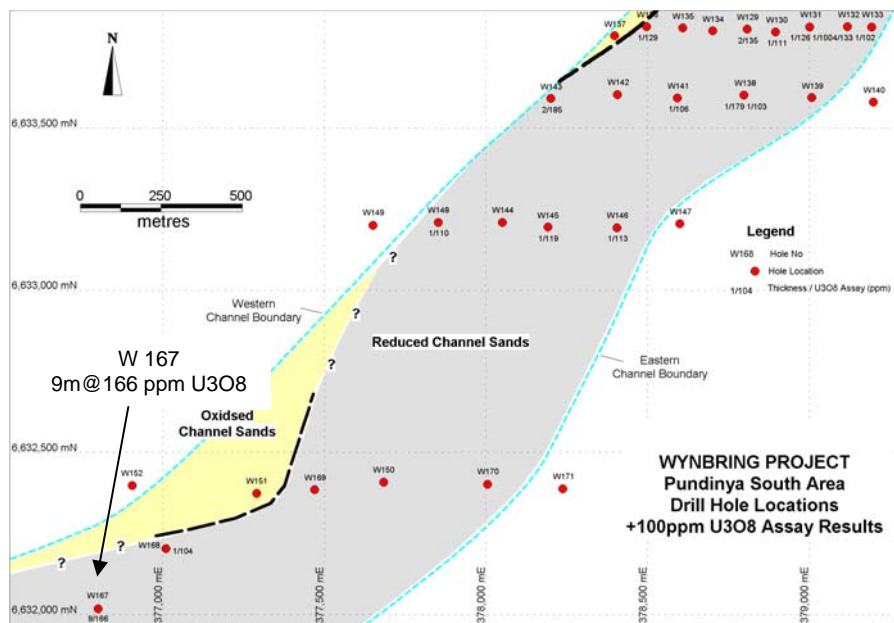 N
W137
W135
W134
W129
W130
W131
W132
W133
1/129
2/135
1/111
1/126 1/1004/133 1/102
W143
W142
W141
W138
W139
W140
2/185
1/106
1/179 1/103
6,633,500 mN
0 250 500
metres
W149
W148
W144
W145
W146
W147
1/110
1/119
1/113
Legend
W168 Hole No
Hole Location
1/104 Thickness / U3O8 Assay (ppm)
6,633,000 mN
?
Western
Channel Boundary
?
Reduced Channel Sands
?
Eastern
Channel Boundary
W 167
9m@166 ppm U3O8
Oxidsed
Channel Sands
6,632,500 mN
W152
W151
W169
W150
W170
W171
WYNBRING PROJECT
Pundinya South Area
Drill Hole Locations
+100ppm U3O8 Assay Results
?
?
W168
1/104
W167
9/166
6,632,000 mN
377,000 mE
377,500 mE
378,000 mE
378,500 mE
379,000 mE